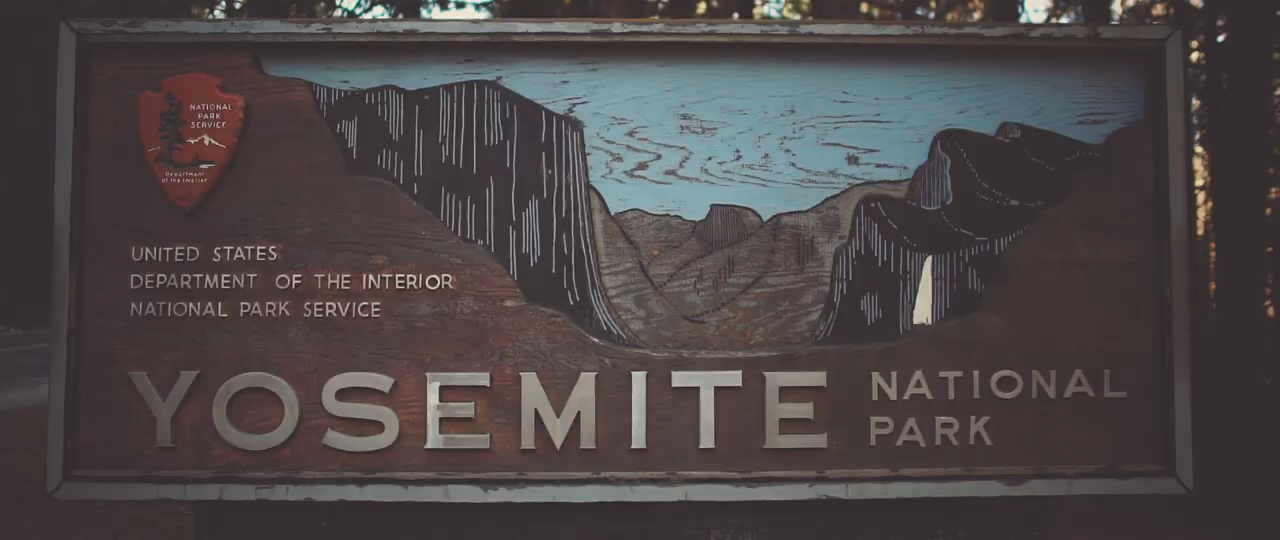 NATIONAL
PARK
SERVICE
Department
of the Interior
UNITED STATES
DEPARTMENT OF THE INTERIOR
NATIONAL PARK SERVICE
YOSEMITE NATIONAL
PARK